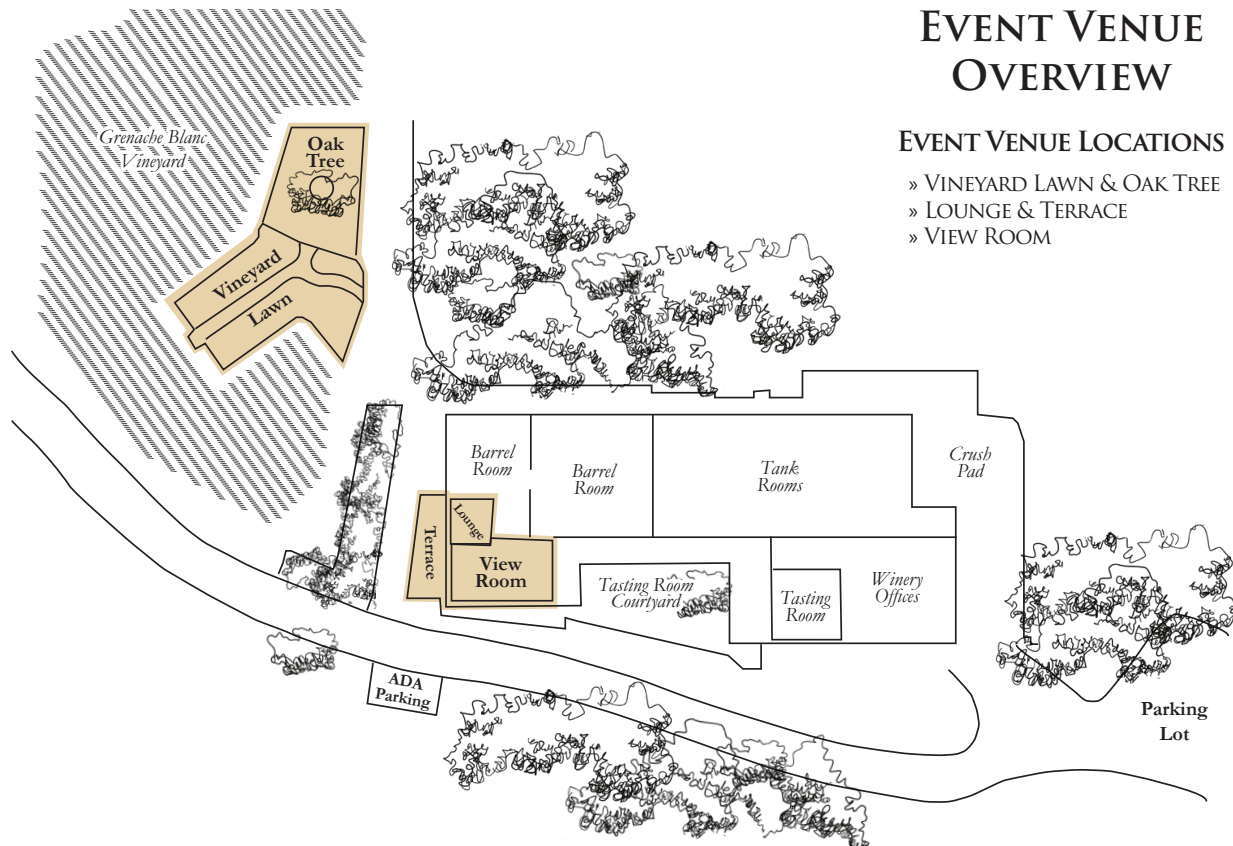 EVENT VENUE
OVERVIEW
EVENT VENUE LOCATIONS
» VINEYARD LAWN & OAK TREE
» LOUNGE & TERRACE
» VIEW ROOM
Grenache Blanc
Vineyard
Oak
Tree
Vineyard
Lawn
Barrel
Room
Barrel
Room
Tank
Rooms
Crush
Pad
Lounge
Terrace
View
Room
Tasting Room
Courtyard
Tasting
Room
Winery
Offices
ADA
Parking
Parking
Lot